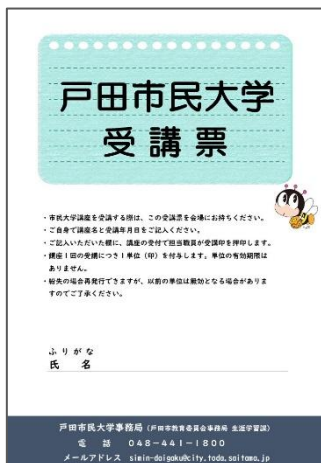 戸田市民大学
受講票
・市民大学講座を受講する際は、この受講票を会場にお持ちください。
・ご自身で講座名と受講年月日をご記入ください。
・ご記入いただいた欄に、講座の受付で担当職員が受講印を押印します。
・講座１回の受講につき１単位（印）を付与します。単位の有効期限は
ありません。
・紛失の場合再発行できますが、以前の単位は無効となる場合がありま
すのでご了承ください。
ふりがな
氏 名
戸田市民大学事務局（戸田市教育委員会事務局 生涯学習課）
電 話 ０４８－４４１－１８００
メールアドレス simin-daigaku@city.toda.saitama.jp